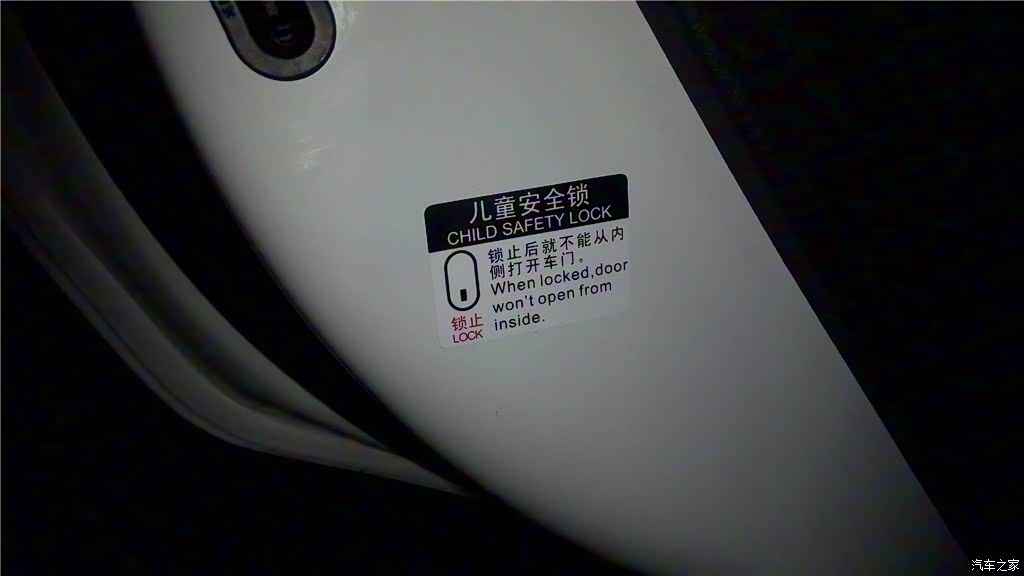 儿童安全锁
CHILD SAFETY LOCK
锁止后就不能从内
侧打开车门。
When locked,door
won't open from
inside.
锁止
LOCK
汽车之家